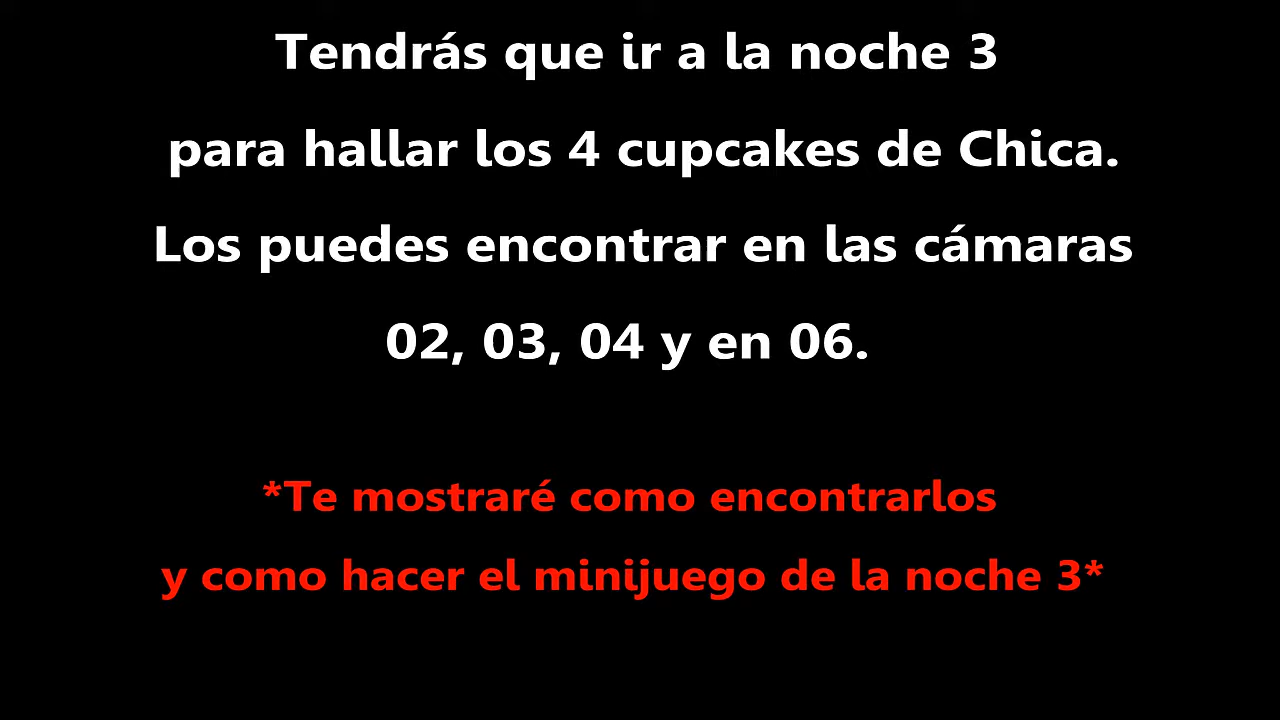 Tendrás que ir a la noche 3
para hallar los 4 cupcakes de Chica.
Los puedes encontrar en las cámaras
02, 03, 04 y en 06.
*Te mostraré como encontrarlos
y como hacer el minijuego de la noche 3*